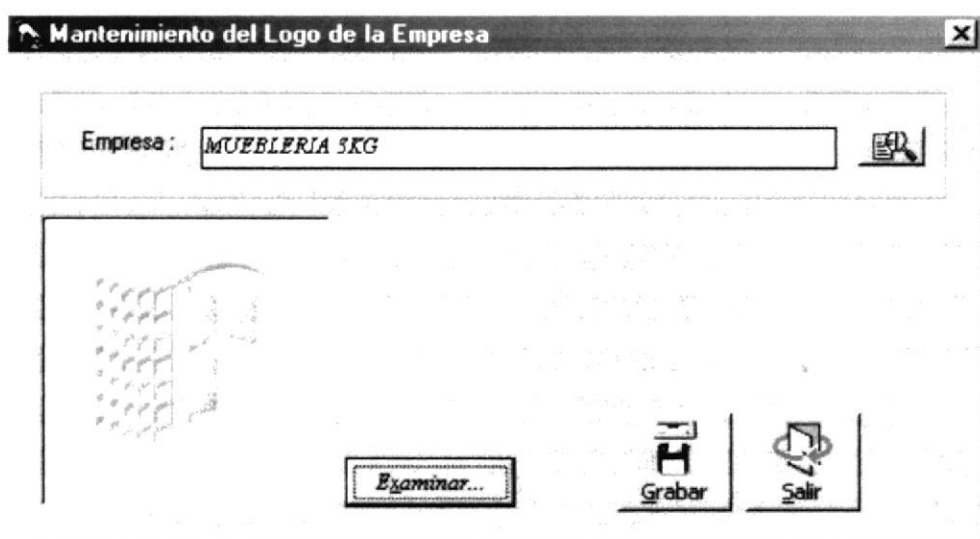 Mantenimiento del Logo de la Empresa
Empresa :
MUEBLERIA 3KG
Examinar...
Grabar
Salir